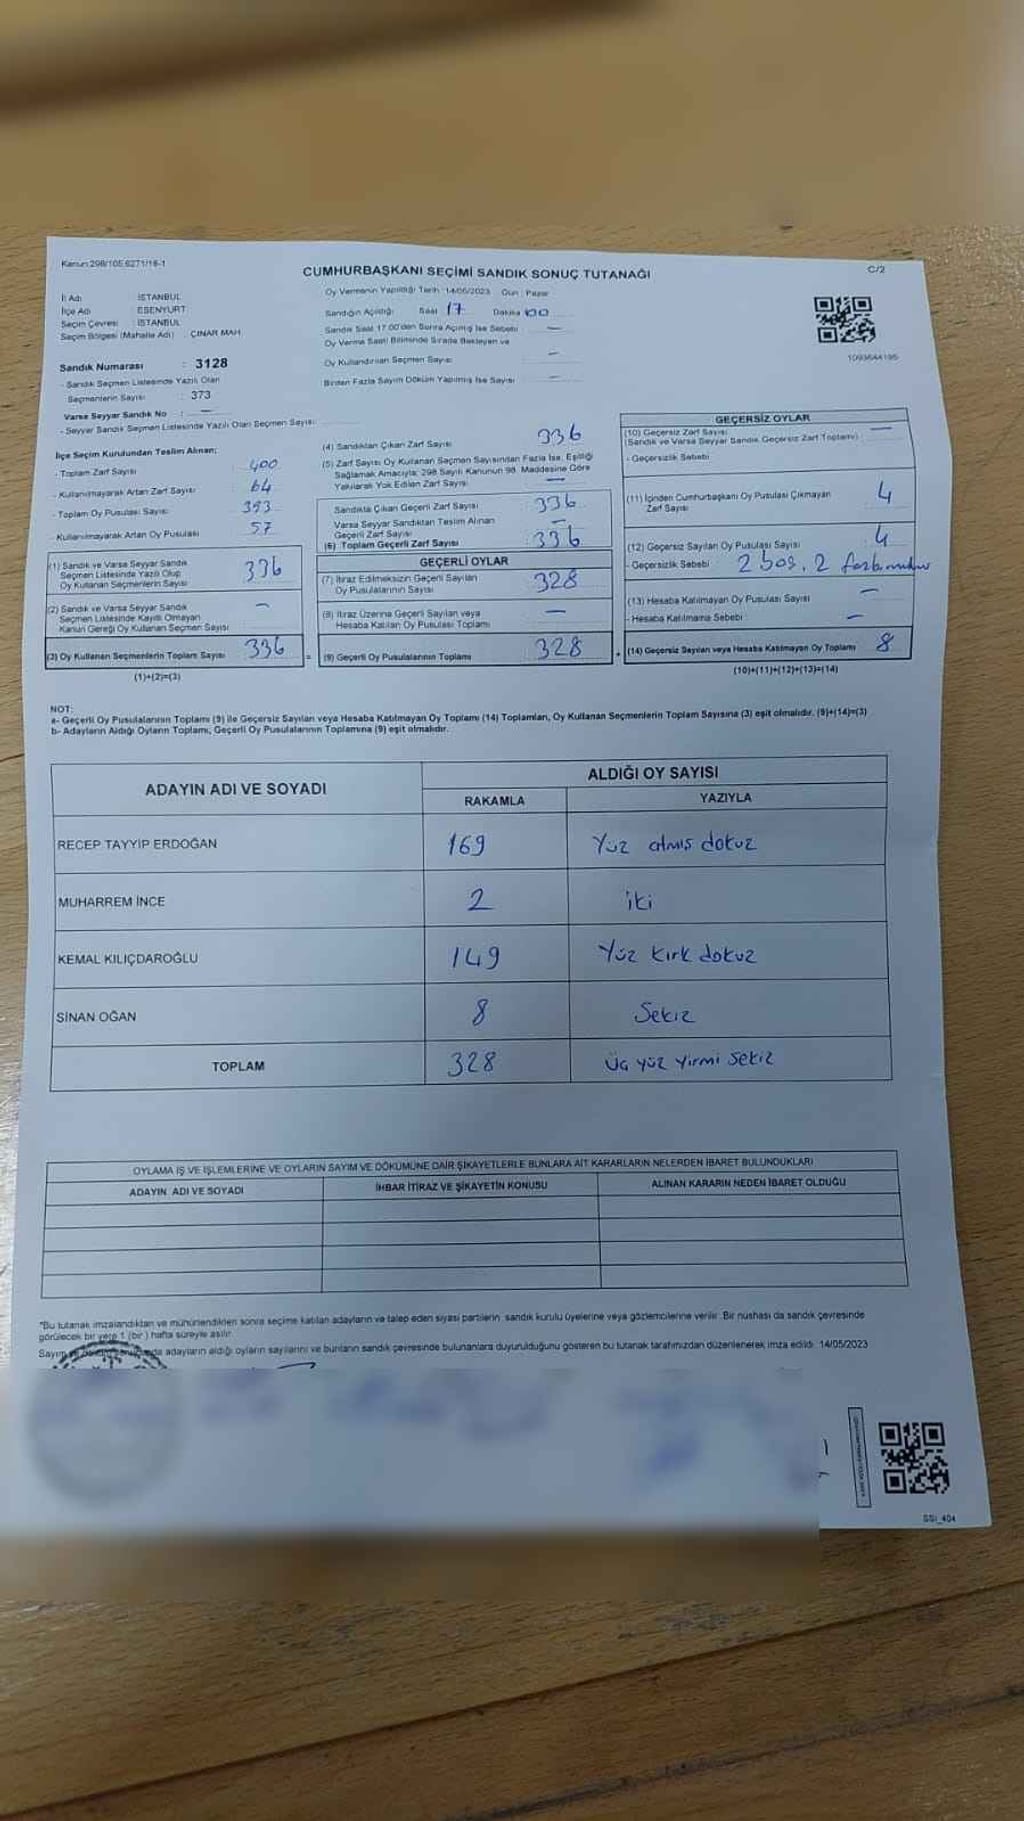 Kanun:298/105,6271/16-1
C/2
CUMHURBAŞKANI SEÇİMİ SANDIK SONUÇ TUTANAĞI
İl Adı : İSTANBUL
İlçe Adı : ESENYURT
Seçim Çevresi : İSTANBUL
Seçim Bölgesi (Mahalle Adı) : ÇINAR MAH.
Sandık Numarası : 3128
- Sandık Seçmen Listesinde Yazılı Olan
Seçmenlerin Sayısı : 373
Varsa Seyyar Sandık No : —
- Seyyar Sandık Seçmen Listesinde Yazılı Olan Seçmen Sayısı:
Oy Vermenin Yapıldığı Tarih : 14/05/2023 Gün : Pazar
Sandığın Açıldığı: Saat 17 Dakika 00
Sandık Saat 17.00'den Sonra Açılmış İse Sebebi : —
Oy Verme Saati Bitiminde Sırada Bekleyen ve
Oy Kullandırılan Seçmen Sayısı : —
Birden Fazla Sayım Döküm Yapılmış İse Sayısı : —
1093644195
İlçe Seçim Kurulundan Teslim Alınan;
- Toplam Zarf Sayısı : 400
- Kullanılmayarak Artan Zarf Sayısı : 64
- Toplam Oy Pusulası Sayısı : 393
- Kullanılmayarak Artan Oy Pusulası : 57
(1) Sandık ve Varsa Seyyar Sandık
Seçmen Listesinde Yazılı Olup
Oy Kullanan Seçmenlerin Sayısı 336
(2) Sandık ve Varsa Seyyar Sandık
Seçmen Listesinde Kayıtlı Olmayan
Kanun Gereği Oy Kullanan Seçmen Sayısı —
(3) Oy Kullanan Seçmenlerin Toplam Sayısı 336
(1)+(2)=(3)
(4) Sandıktan Çıkan Zarf Sayısı 336
(5) Zarf Sayısı Oy Kullanan Seçmen Sayısından Fazla İse, Eşitliği
Sağlamak Amacıyla; 298 Sayılı Kanunun 98. Maddesine Göre
Yakılarak Yok Edilen Zarf Sayısı —
Sandıkta Çıkan Geçerli Zarf Sayısı 336
Varsa Seyyar Sandıktan Teslim Alınan
Geçerli Zarf Sayısı —
(6) Toplam Geçerli Zarf Sayısı 336
GEÇERLİ OYLAR
(7) İtiraz Edilmeksizin Geçerli Sayılan
Oy Pusulalarının Sayısı 328
(8) İtiraz Üzerine Geçerli Sayılan veya
Hesaba Katılan Oy Pusulası Toplamı —
= (9) Geçerli Oy Pusulalarının Toplamı 328
GEÇERSİZ OYLAR
(10) Geçersiz Zarf Sayısı —
(Sandık ve Varsa Seyyar Sandık Geçersiz Zarf Toplamı)
- Geçersizlik Sebebi
(11) İçinden Cumhurbaşkanı Oy Pusulası Çıkmayan
Zarf Sayısı 4
(12) Geçersiz Sayılan Oy Pusulası Sayısı 4
- Geçersizlik Sebebi 2 boş, 2 fazla
(13) Hesaba Katılmayan Oy Pusulası Sayısı —
- Hesaba Katılmama Sebebi : —
+ (14) Geçersiz Sayılan veya Hesaba Katılmayan Oy Toplamı 8
(10)+(11)+(12)+(13)=(14)
NOT:
a- Geçerli Oy Pusulalarının Toplamı (9) ile Geçersiz Sayılan veya Hesaba Katılmayan Oy Toplamı (14) Toplamları, Oy Kullanan Seçmenlerin Toplam Sayısına (3) eşit olmalıdır. (9)+(14)=(3)
b- Adayların Aldığı Oyların Toplamı, Geçerli Oy Pusulalarının Toplamına (9) eşit olmalıdır.
ADAYIN ADI VE SOYADI
ALDIĞI OY SAYISI
RAKAMLA YAZIYLA
RECEP TAYYİP ERDOĞAN 169 Yüz atmış dokuz
MUHARREM İNCE 2 iki
KEMAL KILIÇDAROĞLU 149 Yüz kırk dokuz
SİNAN OĞAN 8 Sekiz
TOPLAM 328 Üç yüz yirmi sekiz
OYLAMA İŞ VE İŞLEMLERİNE VE OYLARIN SAYIM VE DÖKÜMÜNE DAİR ŞİKAYETLERLE BUNLARA AİT KARARLARIN NELERDEN İBARET BULUNDUKLARI
ADAYIN ADI VE SOYADI İHBAR İTİRAZ VE ŞİKAYETİN KONUSU ALINAN KARARIN NEDEN İBARET OLDUĞU
"Bu tutanak imzalandıktan ve mühürlendikten sonra seçime katılan adayların ve talep eden siyasi partilerin, sandık kurulu üyelerine veya gözlemcilerine verilir. Bir nüshası da sandık çevresinde
görülecek bir yere 1 (bir) hafta süreyle asılır.
Sayım adayların aldığı oyların sayılarını ve bunların sandık çevresinde bulunanlara duyurulduğunu gösteren bu tutanak tarafımızdan düzenlenerek imza edildi. 14/05/2023
SSİ_404